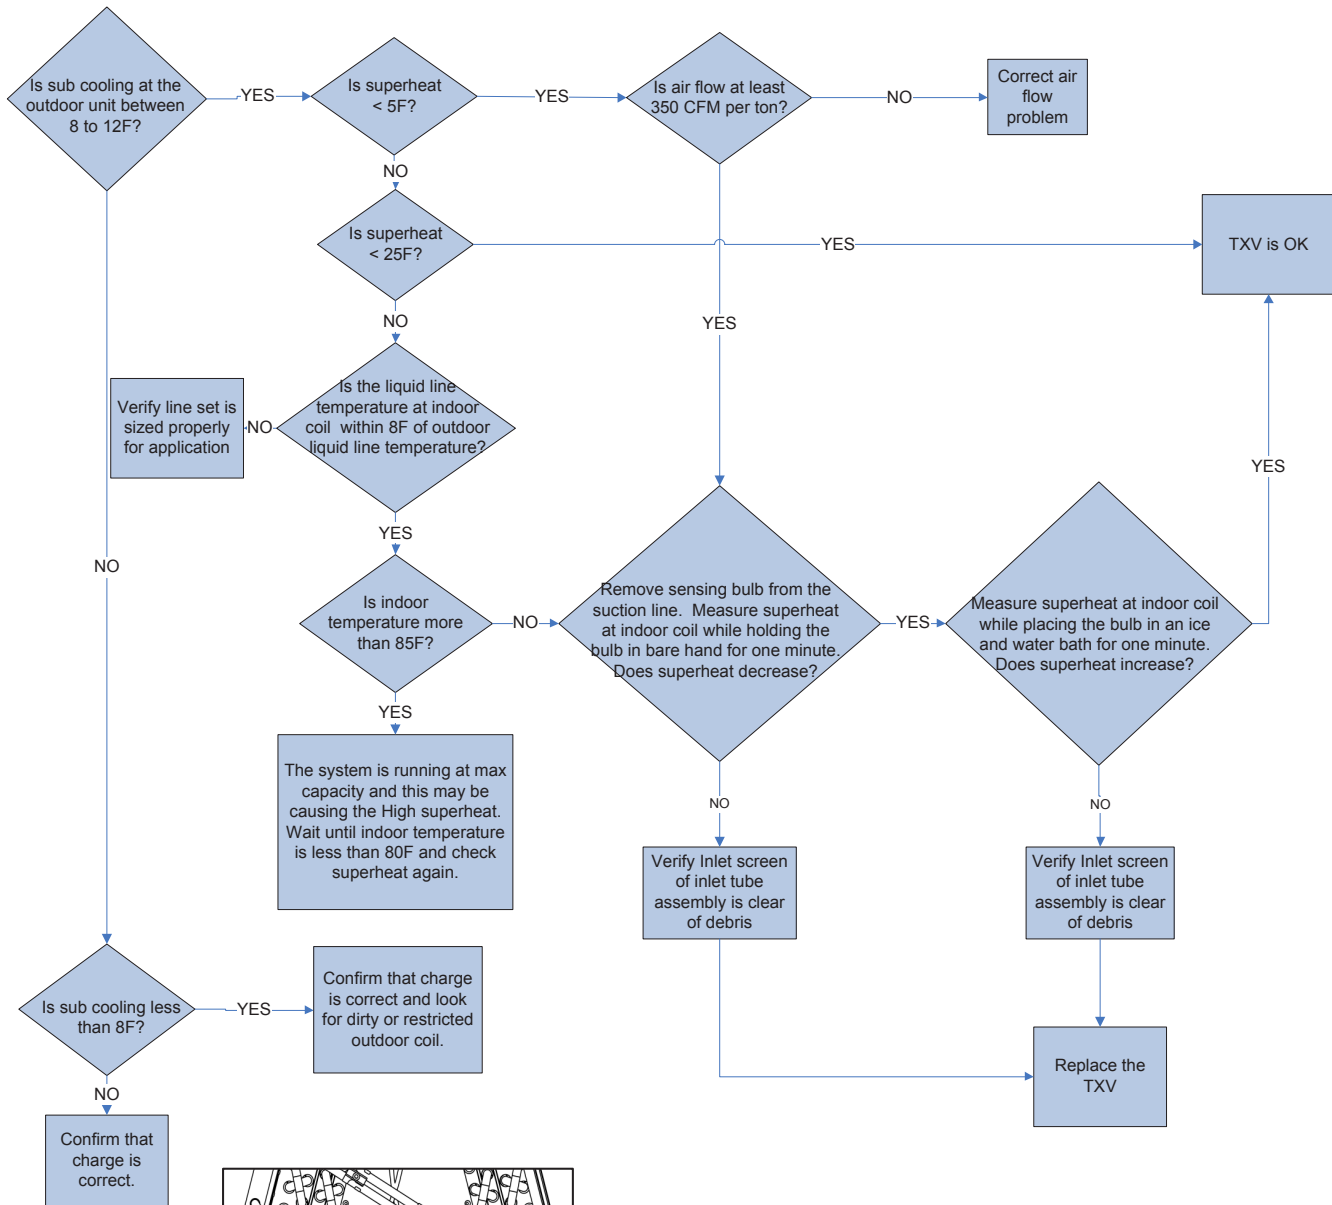 Is sub cooling at the
outdoor unit between
8 to 12F?
YES
Is superheat
< 5F?
YES
Is air flow at least
350 CFM per ton?
NO
Correct air
flow
problem
NO
Is superheat
< 25F?
YES
TXV is OK
NO
YES
Is the liquid line
temperature at indoor
coil  within 8F of outdoor
liquid line temperature?
NO
Verify line set is
sized properly
for application
YES
YES
NO
Is indoor
temperature more
than 85F?
NO
Remove sensing bulb from the
suction line.  Measure superheat
at indoor coil while holding the
bulb in bare hand for one minute.
Does superheat decrease?
YES
Measure superheat at indoor coil
while placing the bulb in an ice
and water bath for one minute.
Does superheat increase?
YES
The system is running at max
capacity and this may be
causing the High superheat.
Wait until indoor temperature
is less than 80F and check
superheat again.
NO
NO
Verify Inlet screen
of inlet tube
assembly is clear
of debris
Verify Inlet screen
of inlet tube
assembly is clear
of debris
Is sub cooling less
than 8F?
YES
Confirm that charge
is correct and look
for dirty or restricted
outdoor coil.
Replace the
TXV
NO
Confirm that
charge is
correct.